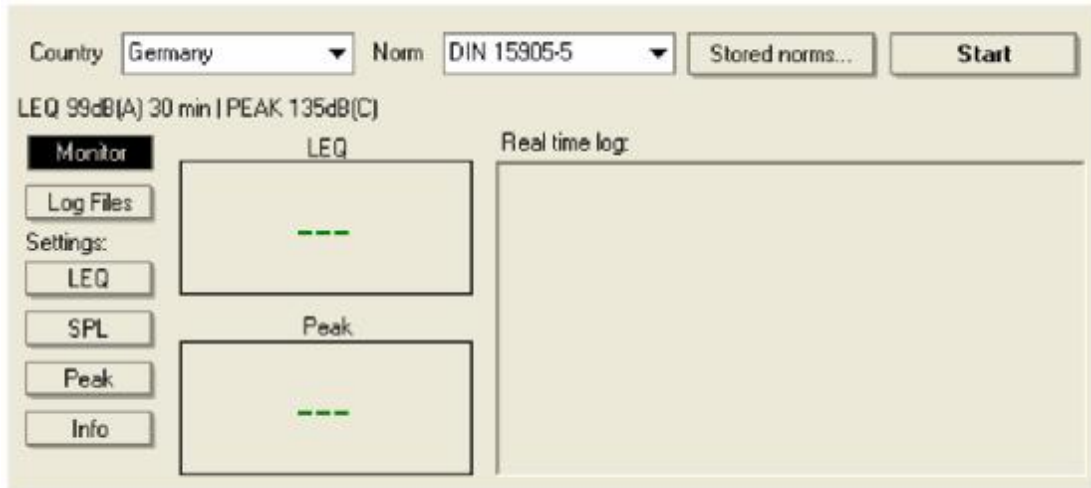 Country Germany Norm DIN 15905-5 Stored norms... Start
LEQ 99dB(A) 30 min | PEAK 135dB(C)
Monitor LEQ Real time log:
Log Files
---
Settings:
LEQ
SPL Peak
Peak
---
Info